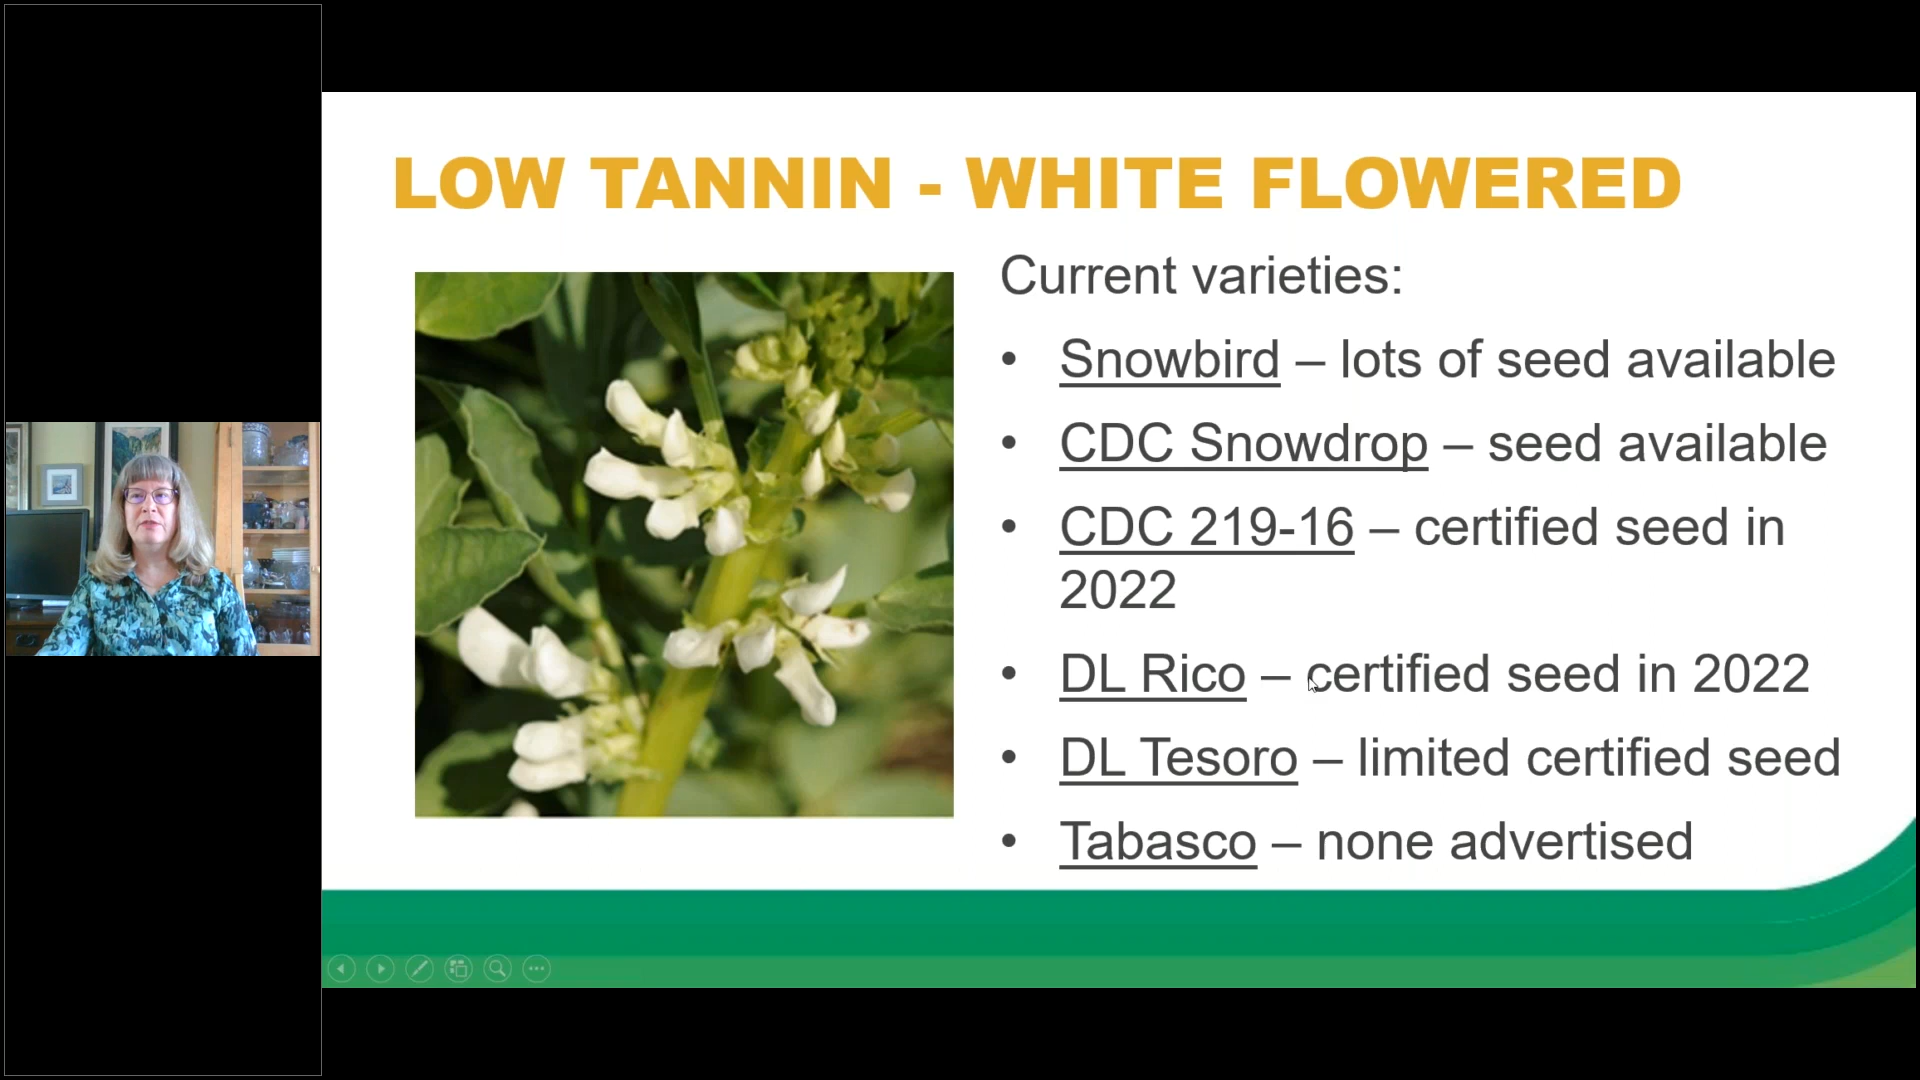 LOW TANNIN - WHITE FLOWERED
Current varieties:
• Snowbird – lots of seed available
• CDC Snowdrop – seed available
• CDC 219-16 – certified seed in
2022
• DL Rico – certified seed in 2022
• DL Tesoro – limited certified seed
• Tabasco – none advertised